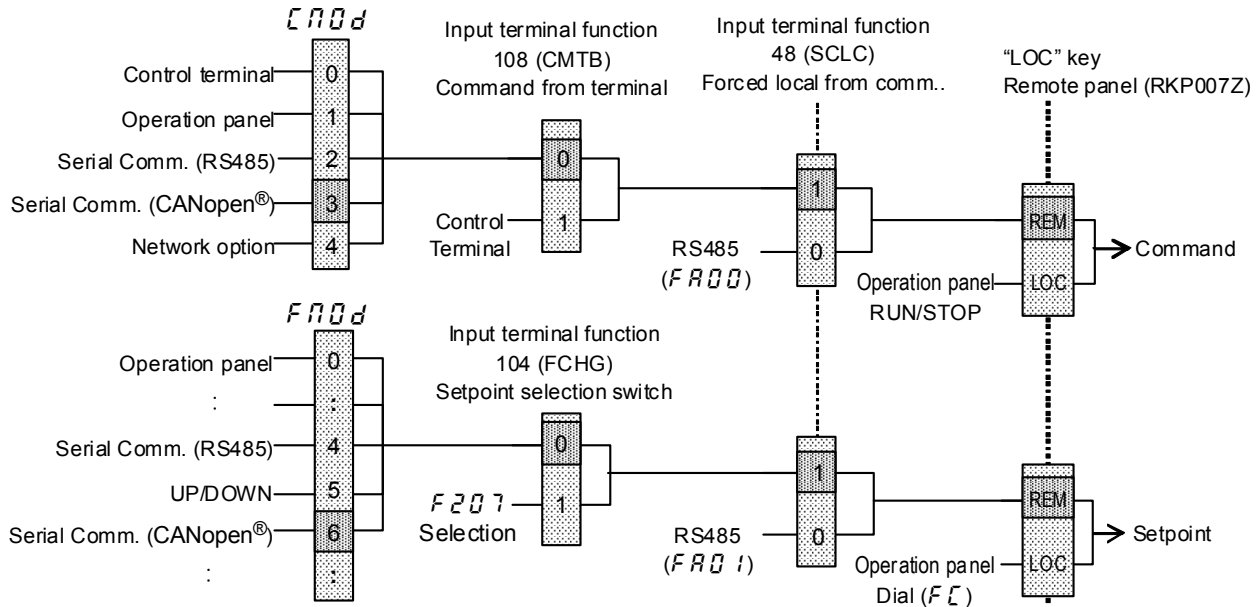 CMOd
Control terminal 0
Operation panel 1
Serial Comm. (RS485) 2
Serial Comm. (CANopen®) 3
Network option 4
Input terminal function
108 (CMTB)
Command from terminal
0
Control
Terminal
1
Input terminal function
48 (SCLC)
Forced local from comm..
1
RS485
(FA00)
0
“LOC” key
Remote panel (RKP007Z)
REM
Operation panel
RUN/STOP
LOC
Command
FMOd
Operation panel 0
: :
Serial Comm. (RS485) 4
UP/DOWN 5
Serial Comm. (CANopen®) 6
: :
Input terminal function
104 (FCHG)
Setpoint selection switch
0
F207
Selection
1
1
RS485
(FA01)
0
REM
Operation panel
Dial (FC)
LOC
Setpoint